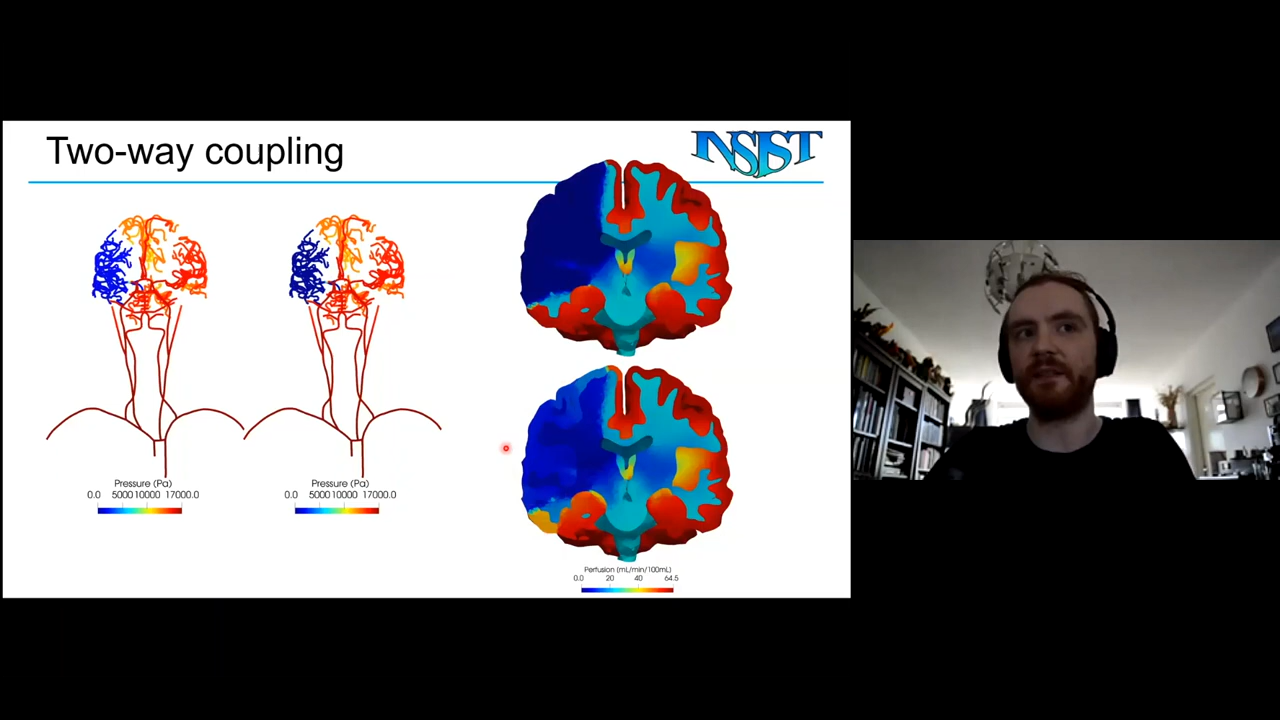 Two-way coupling
INSIST
Pressure (Pa)
0.0 5000 10000 17000.0
Pressure (Pa)
0.0 5000 10000 17000.0
Perfusion (mL/min/100mL)
0.0 20 40 64.5